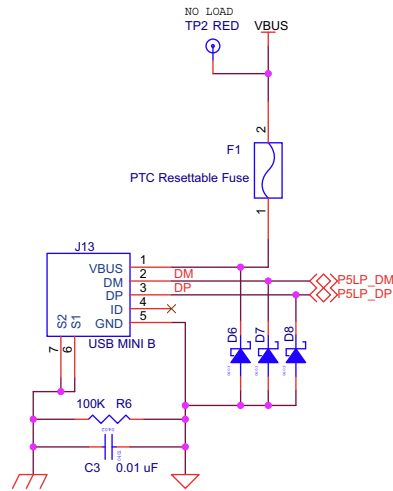 NO LOAD
TP2 RED
VBUS
2
F1
PTC Resettable Fuse
1
J13
VBUS 1
DM 2 DM
DP 3 DP
ID 4
GND 5
P5LP_DM
P5LP_DP
S2 S1
7 6
USB MINI B
D6 D7 D8
100K R6
0402
C3 0.01 uF